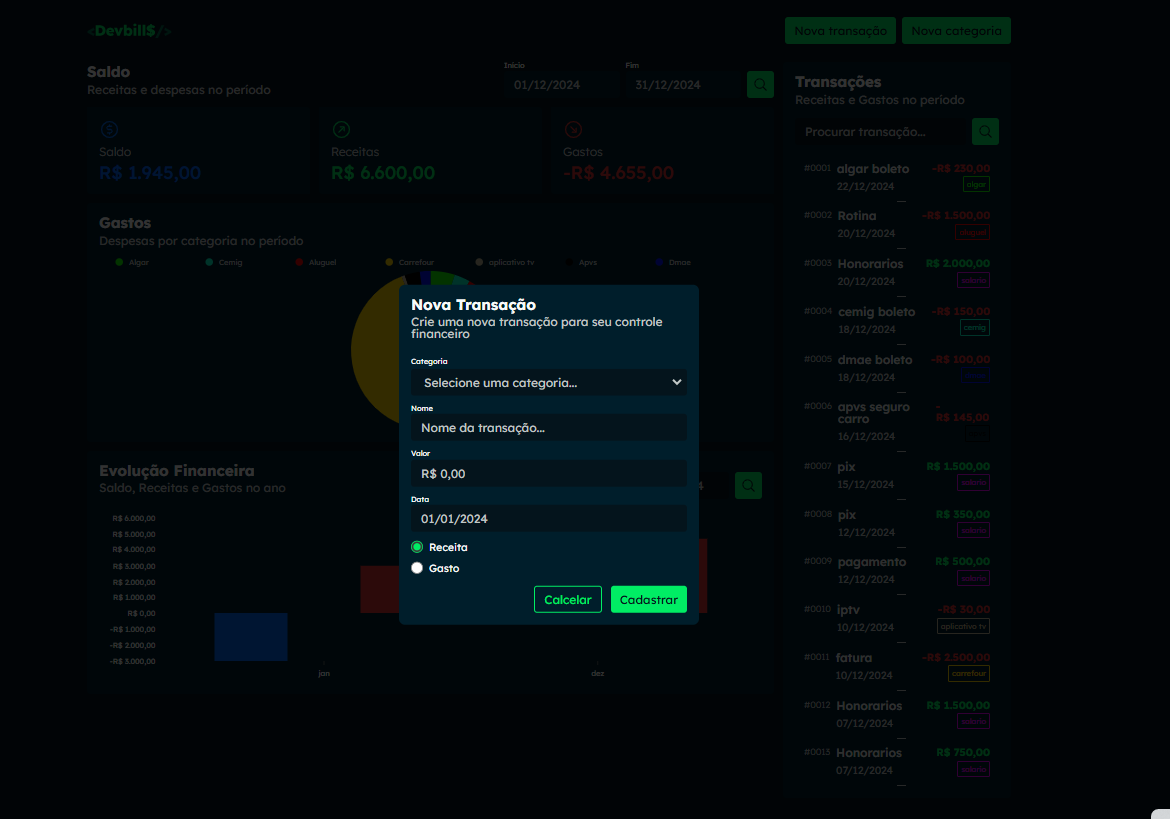 <Devbill$/>
Nova transação
Nova categoria
Saldo
Receitas e despesas no período
Início
01/12/2024
Fim
31/12/2024
Saldo
R$ 1.945,00
Receitas
R$ 6.600,00
Gastos
-R$ 4.655,00
Gastos
Despesas por categoria no período
Algar
Cemig
Aluguel
Carrefour
aplicativo tv
Apvs
Dmae
Nova Transação
Crie uma nova transação para seu controle
financeiro
Categoria
Selecione uma categoria...
Nome
Nome da transação...
Valor
R$ 0,00
Data
01/01/2024
Receita
Gasto
Calcelar
Cadastrar
Evolução Financeira
Saldo, Receitas e Gastos no ano
R$ 6.000,00
R$ 5.000,00
R$ 4.000,00
R$ 3.000,00
R$ 2.000,00
R$ 1.000,00
R$ 0,00
-R$ 1.000,00
-R$ 2.000,00
-R$ 3.000,00
jan
dez
Transações
Receitas e Gastos no período
Procurar transação...
#0001 algar boleto -R$ 230,00
22/12/2024 algar
#0002 Rotina -R$ 1.500,00
20/12/2024 aluguel
#0003 Honorarios R$ 2.000,00
20/12/2024 salario
#0004 cemig boleto -R$ 150,00
18/12/2024 cemig
#0005 dmae boleto -R$ 100,00
18/12/2024
#0006 apvs seguro -
carro R$ 145,00
16/12/2024
#0007 pix R$ 1.500,00
15/12/2024 salario
#0008 pix R$ 350,00
12/12/2024 salario
#0009 pagamento R$ 500,00
12/12/2024 salario
#0010 iptv -R$ 30,00
10/12/2024 aplicativo tv
#0011 fatura -R$ 2.500,00
10/12/2024 carrefour
#0012 Honorarios R$ 1.500,00
07/12/2024 salario
#0013 Honorarios R$ 750,00
07/12/2024 salario